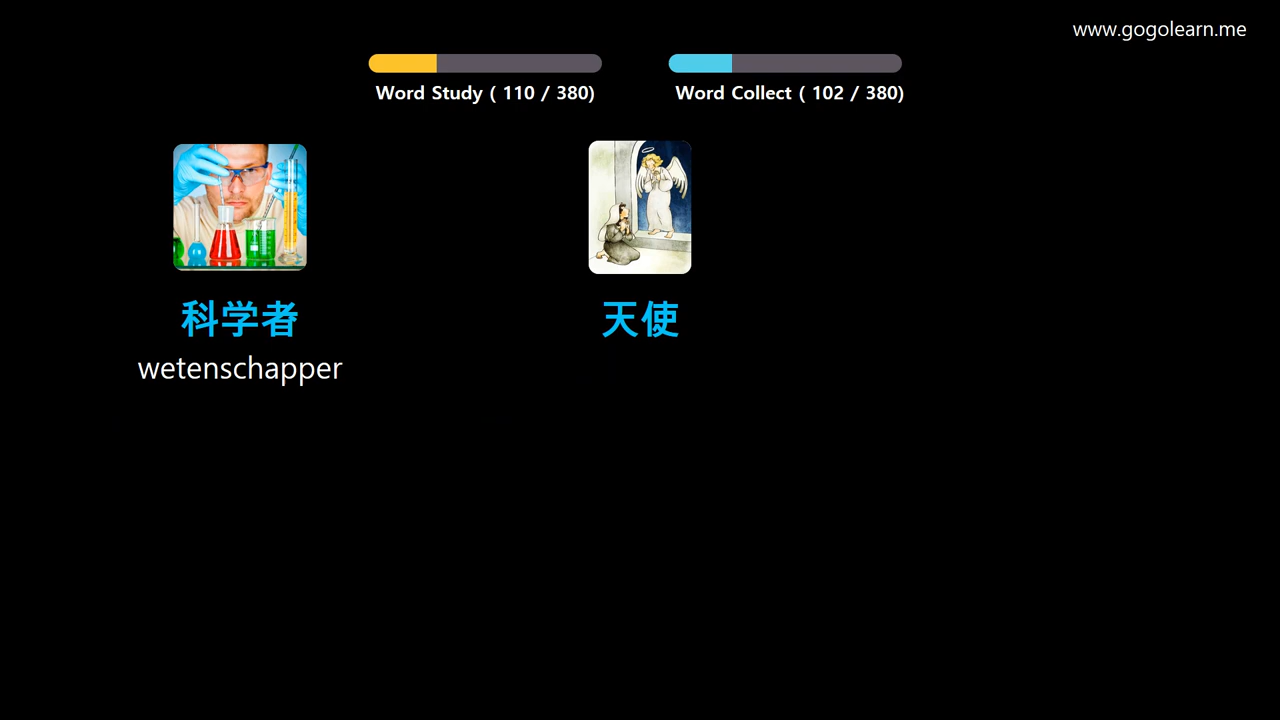 www.gogolearn.me
Word Study ( 110 / 380)
Word Collect ( 102 / 380)
科学者
天使
wetenschapper